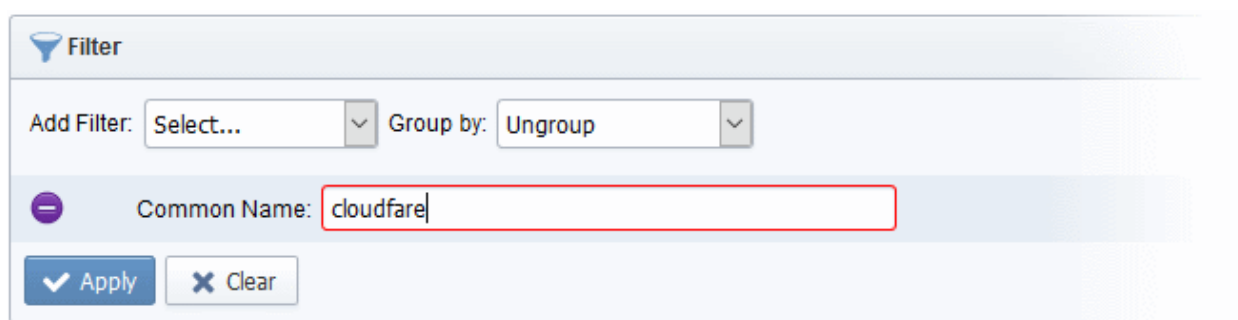 Filter
Add Filter: Select... Group by: Ungroup
Common Name: cloudfare
Apply Clear